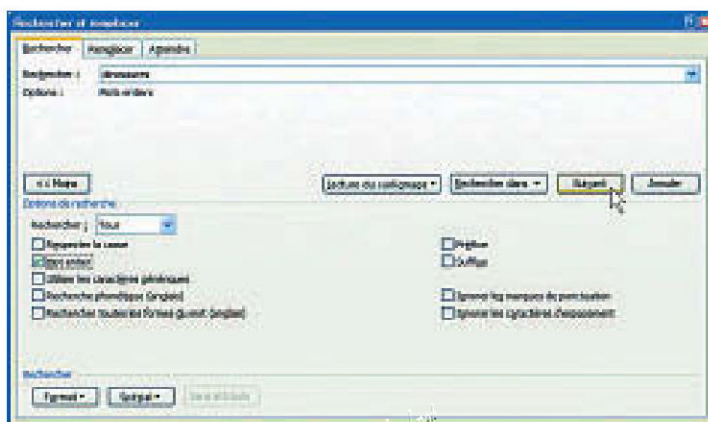 Rechercher et remplacer
Rechercher Remplacer Atteindre
Rechercher : dinosaures
Options : Mots entiers
<< Moins Lecture du surlignage Rechercher dans Suivant Annuler
Options de recherche
Rechercher : Tout
Respecter la casse Préfixe
Mot entier Suffixe
Utiliser les caractères génériques
Recherche phonétique (anglais) Ignorer les marques de ponctuation
Rechercher toutes les formes du mot (anglais) Ignorer les caractères d'espacement
Rechercher
Format Spécial Sans attributs